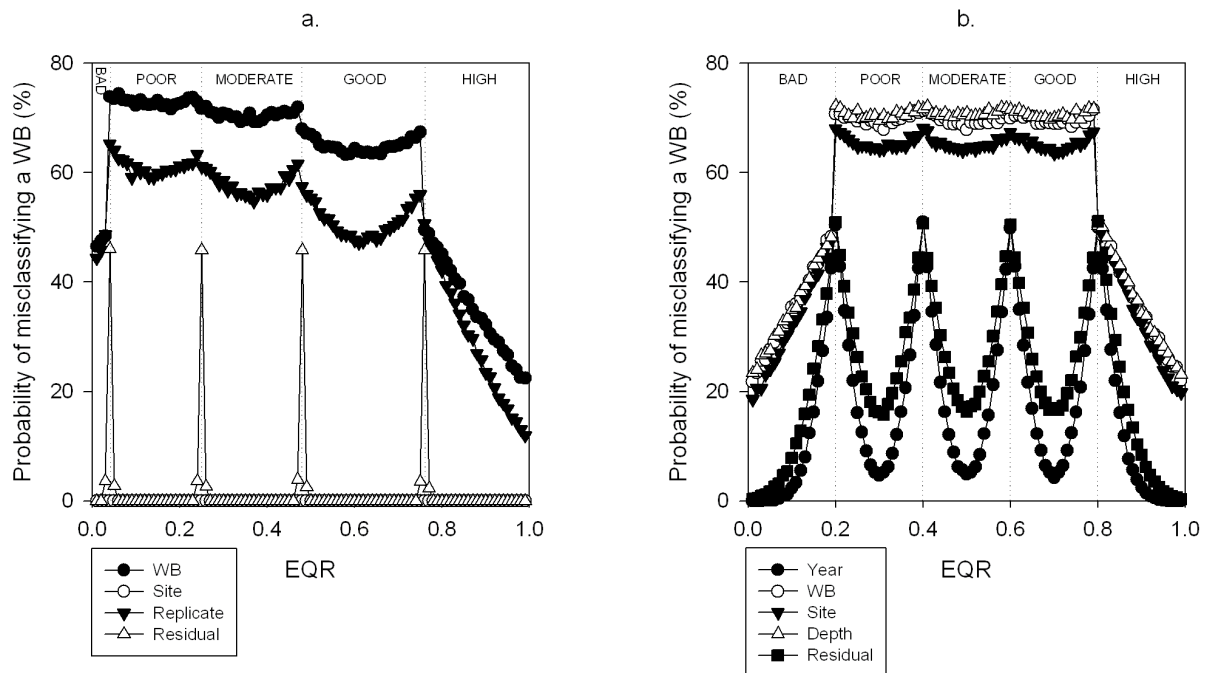 a.
Probability of misclassifying a WB (%)
80
60
40
20
0
BAD
POOR
MODERATE
GOOD
HIGH
0.0
0.2
0.4
0.6
0.8
1.0
EQR
WB
Site
Replicate
Residual
b.
Probability of misclassifying a WB (%)
80
60
40
20
0
BAD
POOR
MODERATE
GOOD
HIGH
0.0
0.2
0.4
0.6
0.8
1.0
EQR
Year
WB
Site
Depth
Residual